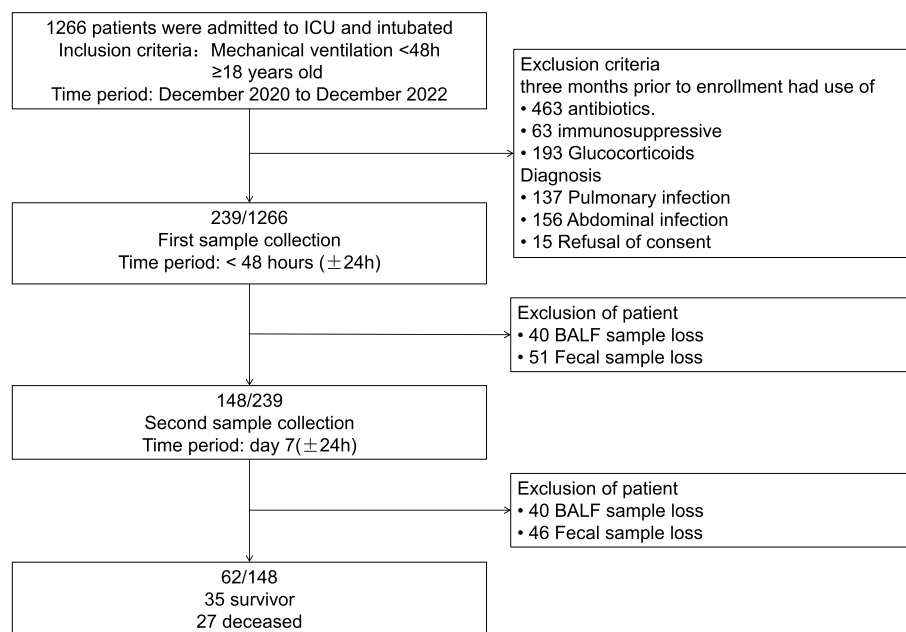 1266 patients were admitted to ICU and intubated
Inclusion criteria：Mechanical ventilation <48h
≥18 years old
Time period: December 2020 to December 2022
Exclusion criteria
three months prior to enrollment had use of
• 463 antibiotics.
• 63 immunosuppressive
• 193 Glucocorticoids
Diagnosis
• 137 Pulmonary infection
• 156 Abdominal infection
• 15 Refusal of consent
239/1266
First sample collection
Time period: < 48 hours (±24h)
Exclusion of patient
• 40 BALF sample loss
• 51 Fecal sample loss
148/239
Second sample collection
Time period: day 7(±24h)
Exclusion of patient
• 40 BALF sample loss
• 46 Fecal sample loss
62/148
35 survivor
27 deceased